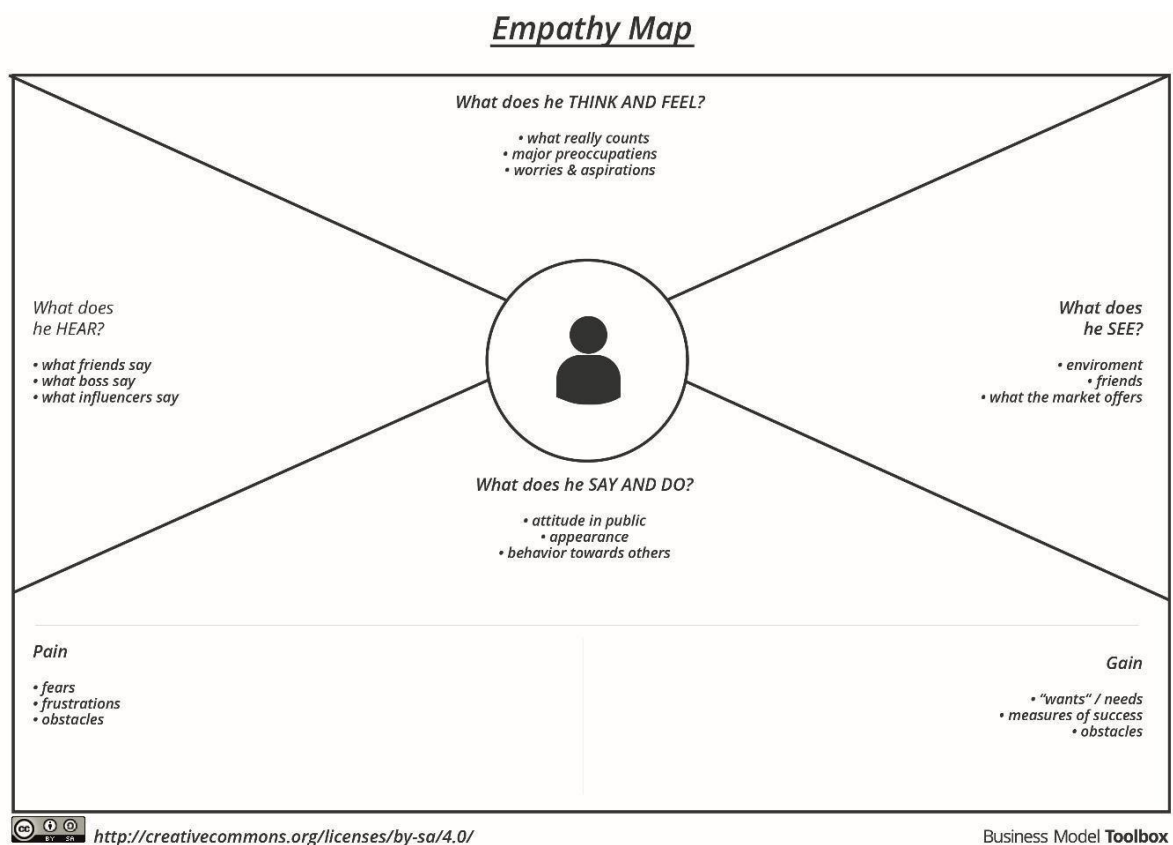 Empathy Map
What does he THINK AND FEEL?
• what really counts
• major preoccupatiens
• worries & aspirations
What does
he HEAR?
• what friends say
• what boss say
• what influencers say
What does
he SEE?
• enviroment
• friends
• what the market offers
What does he SAY AND DO?
• attitude in public
• appearance
• behavior towards others
Pain
• fears
• frustrations
• obstacles
Gain
• “wants“ / needs
• measures of success
• obstacles
cc BY SA
http://creativecommons.org/licenses/by-sa/4.0/
Business Model Toolbox